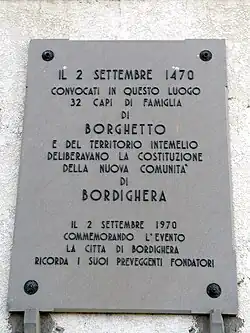 IL 2 SETTEMBRE 1470
CONVOCATI IN QUESTO LUOGO
32 CAPI DI FAMIGLIA
DI
BORGHETTO
E DEL TERRITORIO INTEMELIO
DELIBERAVANO LA COSTITUZIONE
DELLA NUOVA COMUNITA'
DI
BORDIGHERA
IL 2 SETTEMBRE 1970
COMMEMORANDO L'EVENTO
LA CITTA DI BORDIGHERA
RICORDA I SUOI PREVEGGENTI FONDATORI